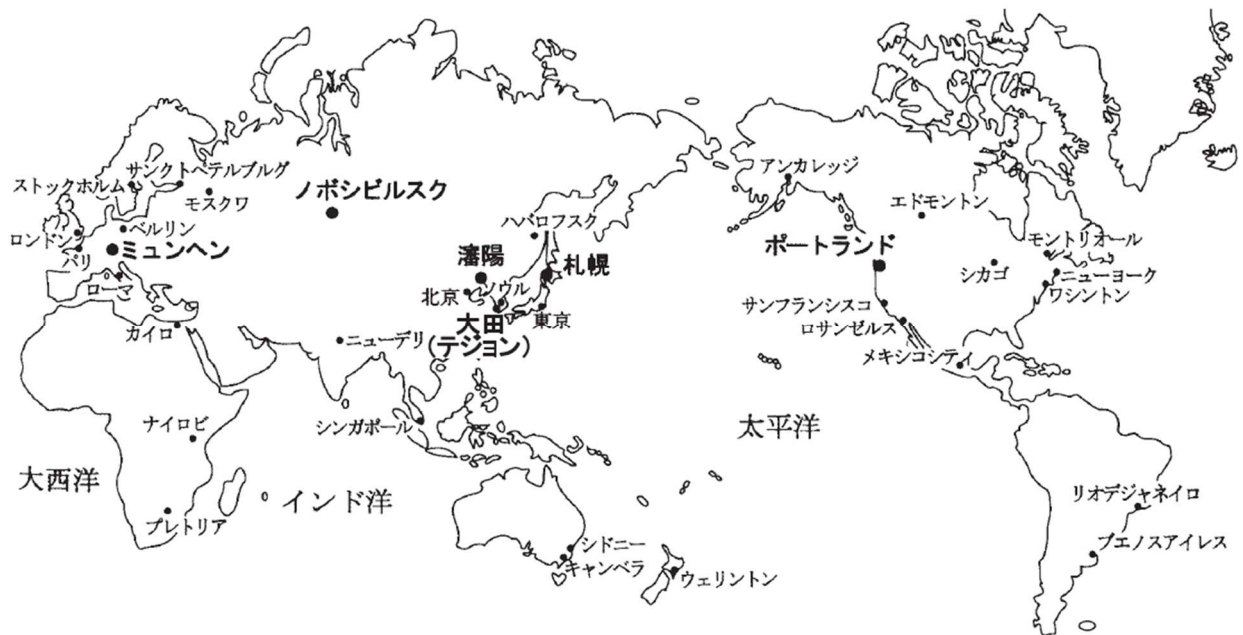 サンクトペテルブルグ
ストックホルム
モスクワ
ノボシビルスク
アンカレッジ
エドモントン
ハバロフスク
ロンドン
ベルリン
パリ
ミュンヘン
ローマ
瀋陽
札幌
ポートランド
モントリオール
シカゴ
ニューヨーク
ワシントン
北京
ソウル
サンフランシスコ
ロサンゼルス
カイロ
大田
(テジョン)
東京
ニューデリ
メキシコシティ
ナイロビ
シンガポール
太平洋
大西洋
インド洋
プレトリア
リオデジャネイロ
シドニー
キャンベラ
ウェリントン
ブエノスアイレス